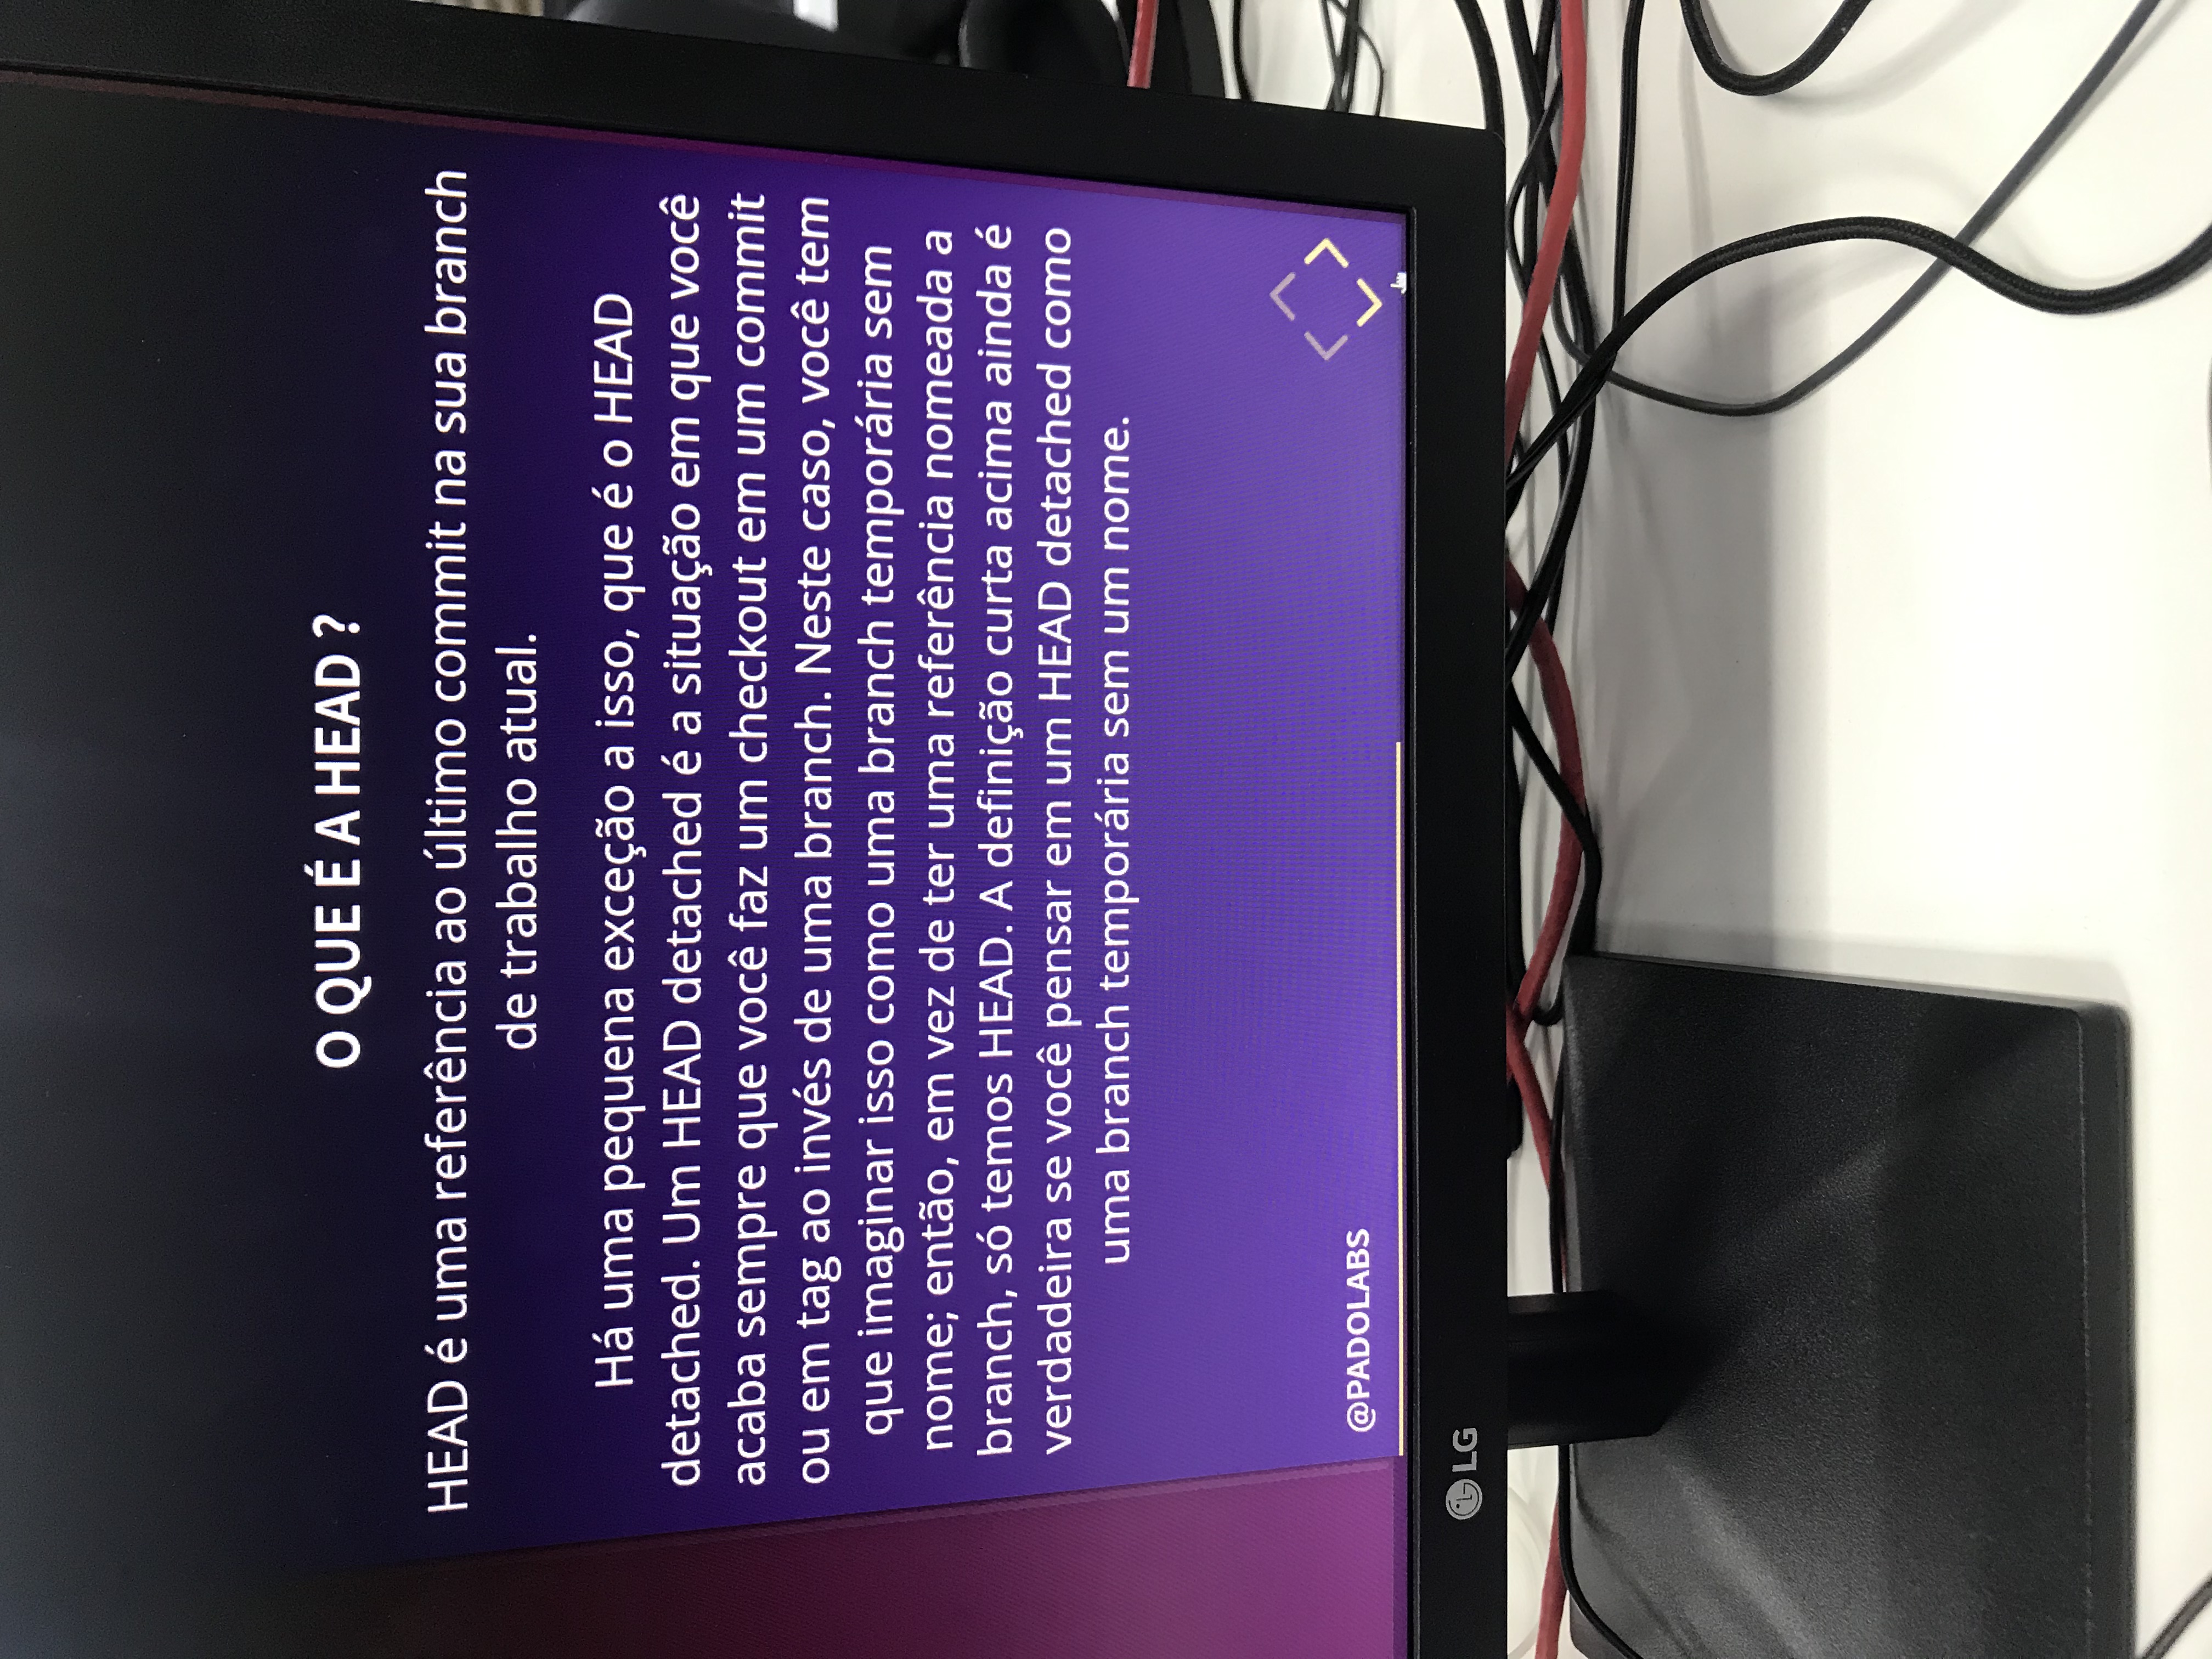 O QUE É A HEAD ?
HEAD é uma referência ao último commit na sua branch
de trabalho atual.
Há uma pequena exceção a isso, que é o HEAD
detached. Um HEAD detached é a situação em que você
acaba sempre que você faz um checkout em um commit
ou em tag ao invés de uma branch. Neste caso, você tem
que imaginar isso como uma branch temporária sem
nome; então, em vez de ter uma referência nomeada a
branch, só temos HEAD. A definição curta acima ainda é
verdadeira se você pensar em um HEAD detached como
uma branch temporária sem um nome.
@PADOLABS
LG